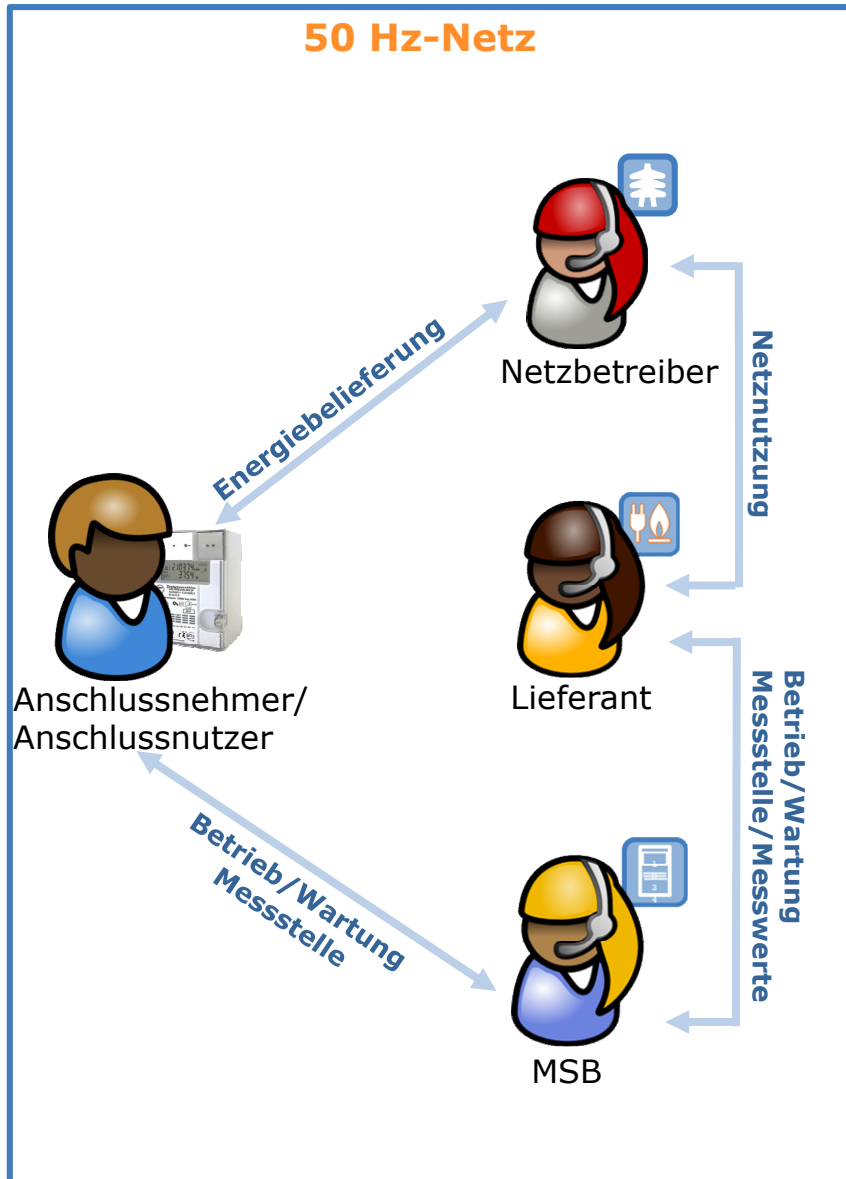 50 Hz-Netz
Netzbetreiber
Energiebelieferung
Netznutzung
Anschlussnehmer/
Anschlussnutzer
Lieferant
Betrieb/Wartung
Messstelle/Messwerte
Betrieb/Wartung
Messstelle
MSB